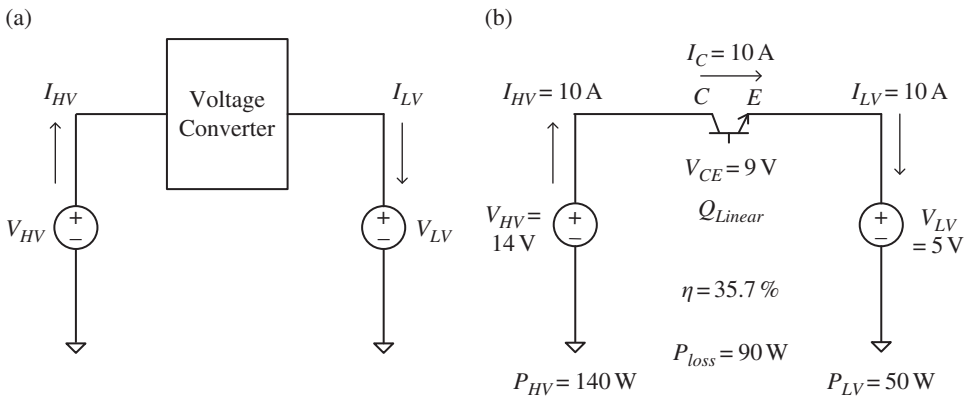 (a)
I_HV
Voltage
Converter
I_LV
V_HV
+
−
+
−
V_LV
(b)
I_C = 10 A
I_HV = 10 A
C E
I_LV = 10 A
V_CE = 9 V
Q_Linear
V_HV =
14 V
+
−
+
−
V_LV
= 5 V
η = 35.7 %
P_loss = 90 W
P_HV = 140 W
P_LV = 50 W